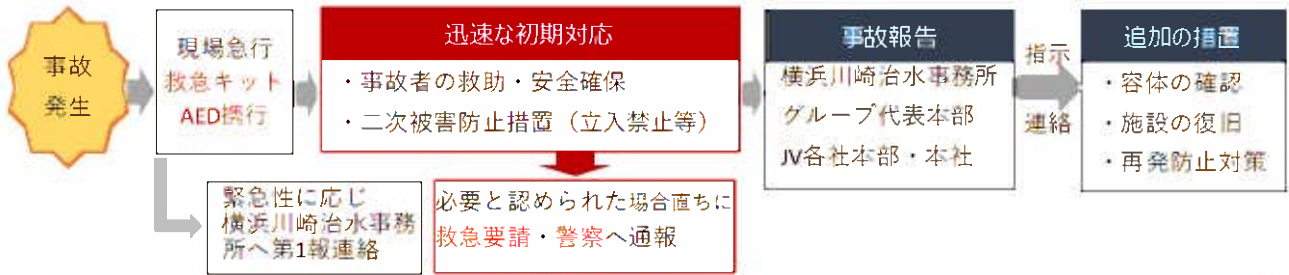 事故
発生
現場急行
救急キット
AED携行
緊急性に応じ
横浜川崎治水事務
所へ第1報連絡
迅速な初期対応
・事故者の救助・安全確保
・二次被害防止措置（立入禁止等）
必要と認められた場合直ちに
救急要請・警察へ通報
事故報告
横浜川崎治水事務所
グループ代表本部
JV各社本部・本社
指示
連絡
追加の措置
・容体の確認
・施設の復旧
・再発防止対策